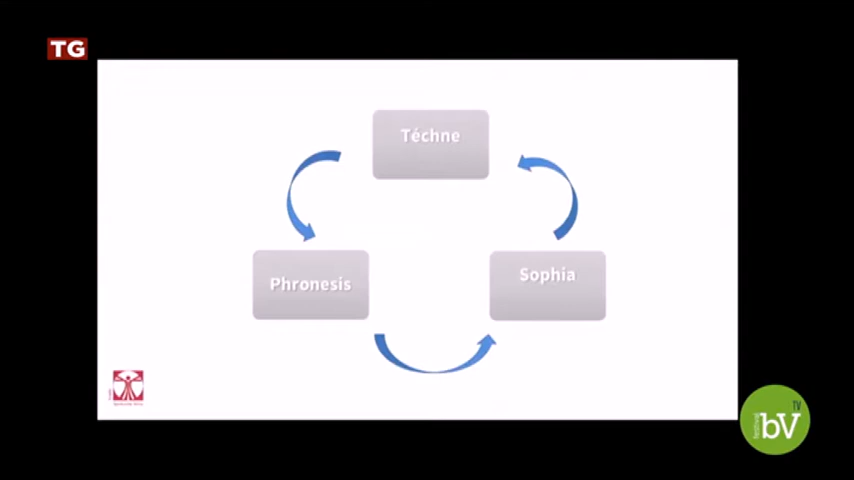 TG
Téchne
Phronesis
Sophia
bV
TV